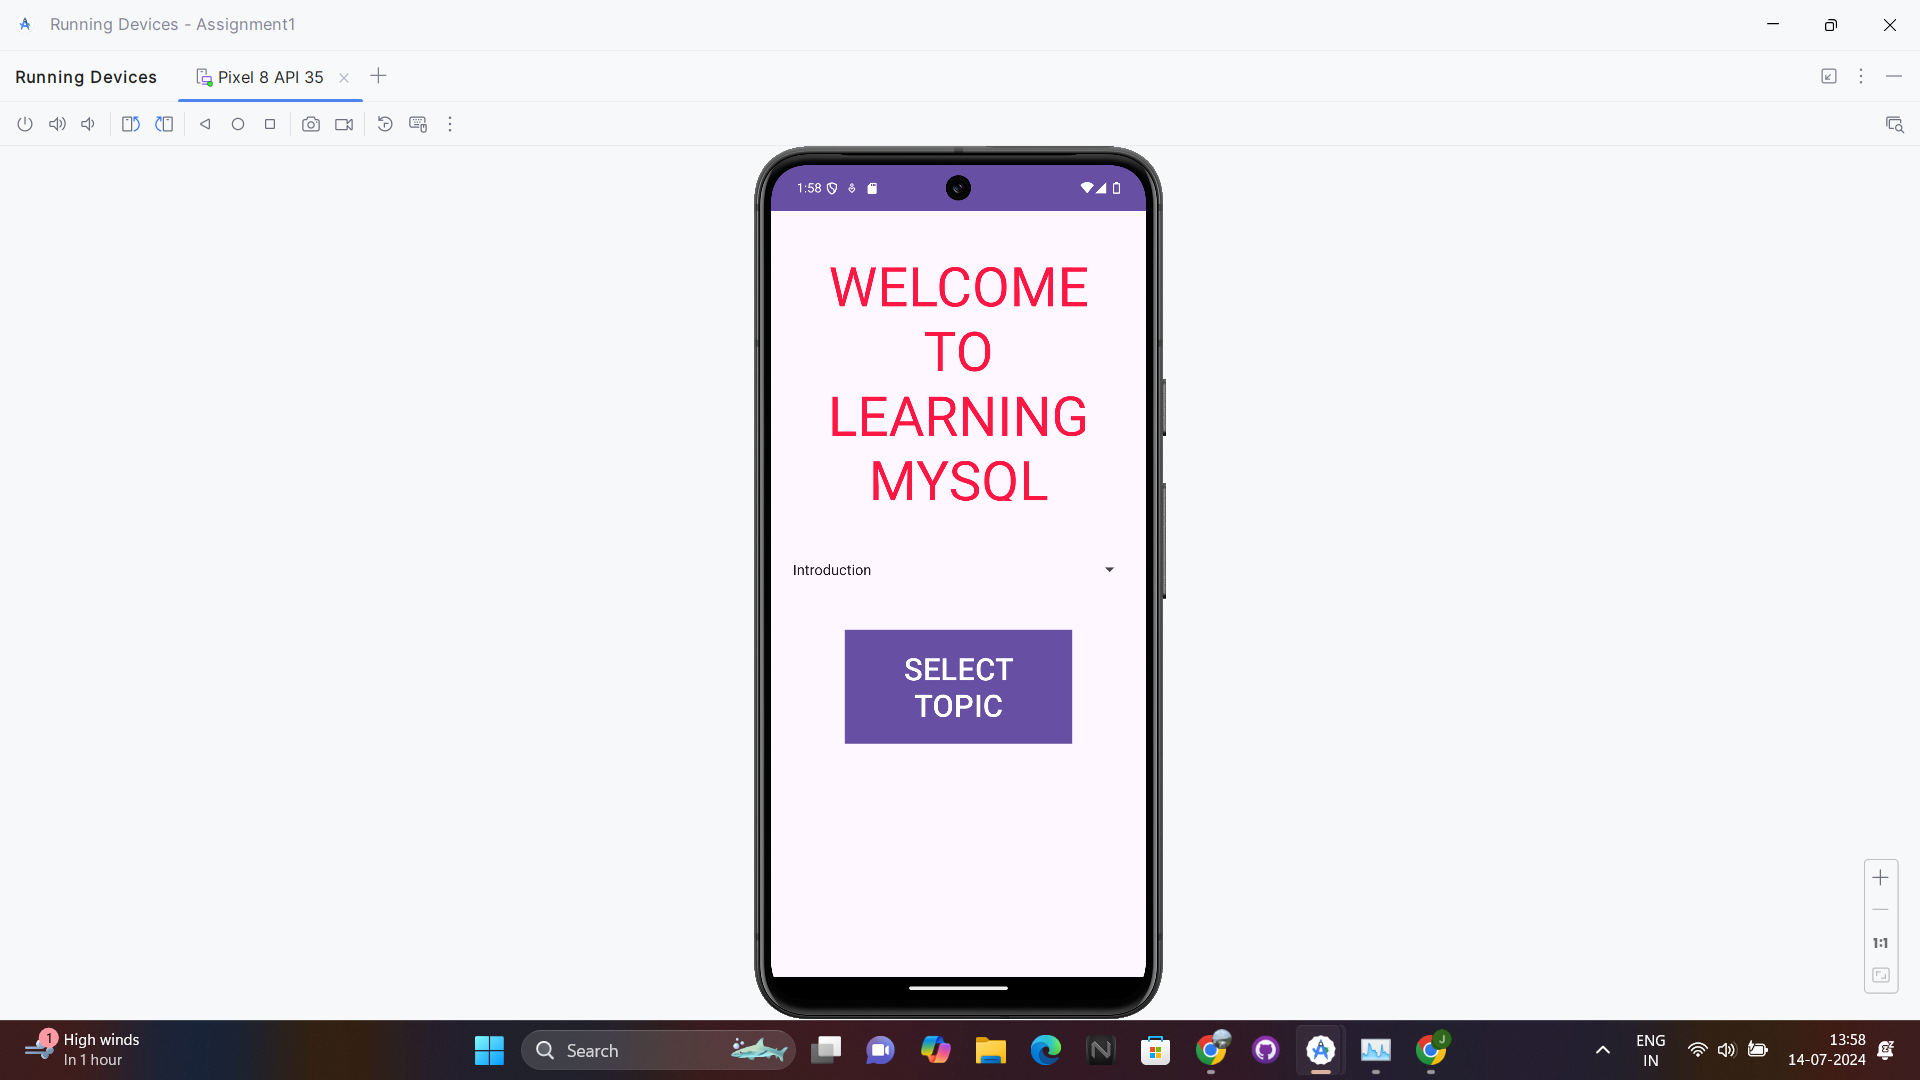 Running Devices - Assignment1
Running Devices
Pixel 8 API 35
1:58
WELCOME
TO
LEARNING
MYSQL
Introduction
SELECT
TOPIC
1:1
1
High winds
In 1 hour
Search
N
J
ENG
IN
13:58
14-07-2024